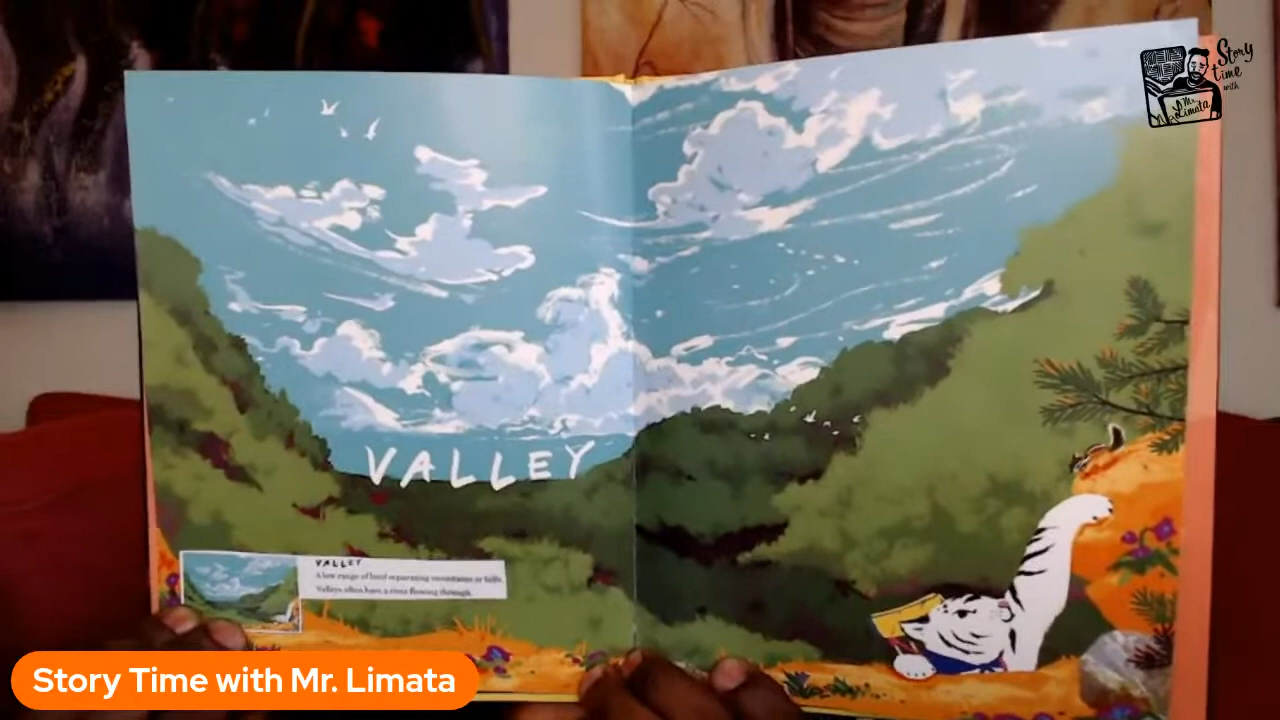 Story
time
with
Mr.
Limata
VALLEY
VALLEY
A low range of land separating mountains or hills.
Valleys often have a river flowing through.
Story Time with Mr. Limata